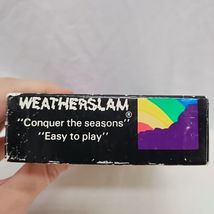 WEATHERSLAM
®
"Conquer the seasons"
"Easy to play"